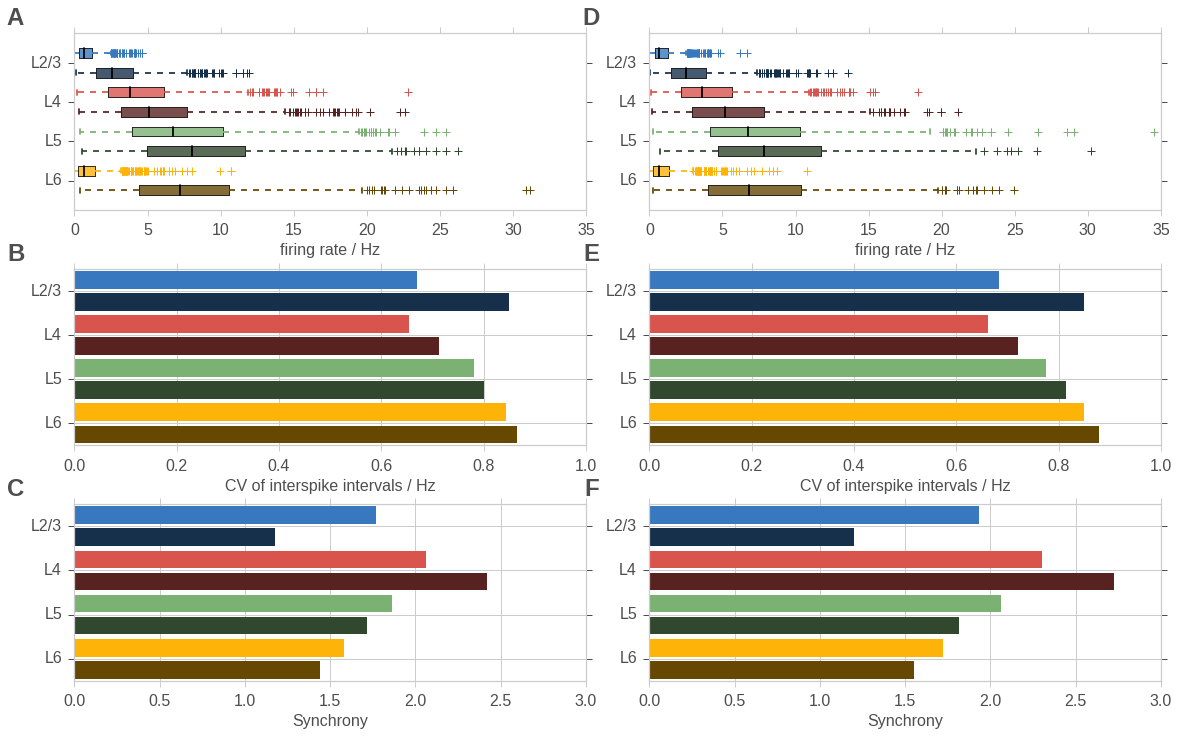 A
D
L2/3
L4
L5
L6
0 5 10 15 20 25 30 35
firing rate / Hz
L2/3
L4
L5
L6
0 5 10 15 20 25 30 35
firing rate / Hz
B
E
L2/3
L4
L5
L6
0.0 0.2 0.4 0.6 0.8 1.0
CV of interspike intervals / Hz
L2/3
L4
L5
L6
0.0 0.2 0.4 0.6 0.8 1.0
CV of interspike intervals / Hz
C
F
L2/3
L4
L5
L6
0.0 0.5 1.0 1.5 2.0 2.5 3.0
Synchrony
L2/3
L4
L5
L6
0.0 0.5 1.0 1.5 2.0 2.5 3.0
Synchrony